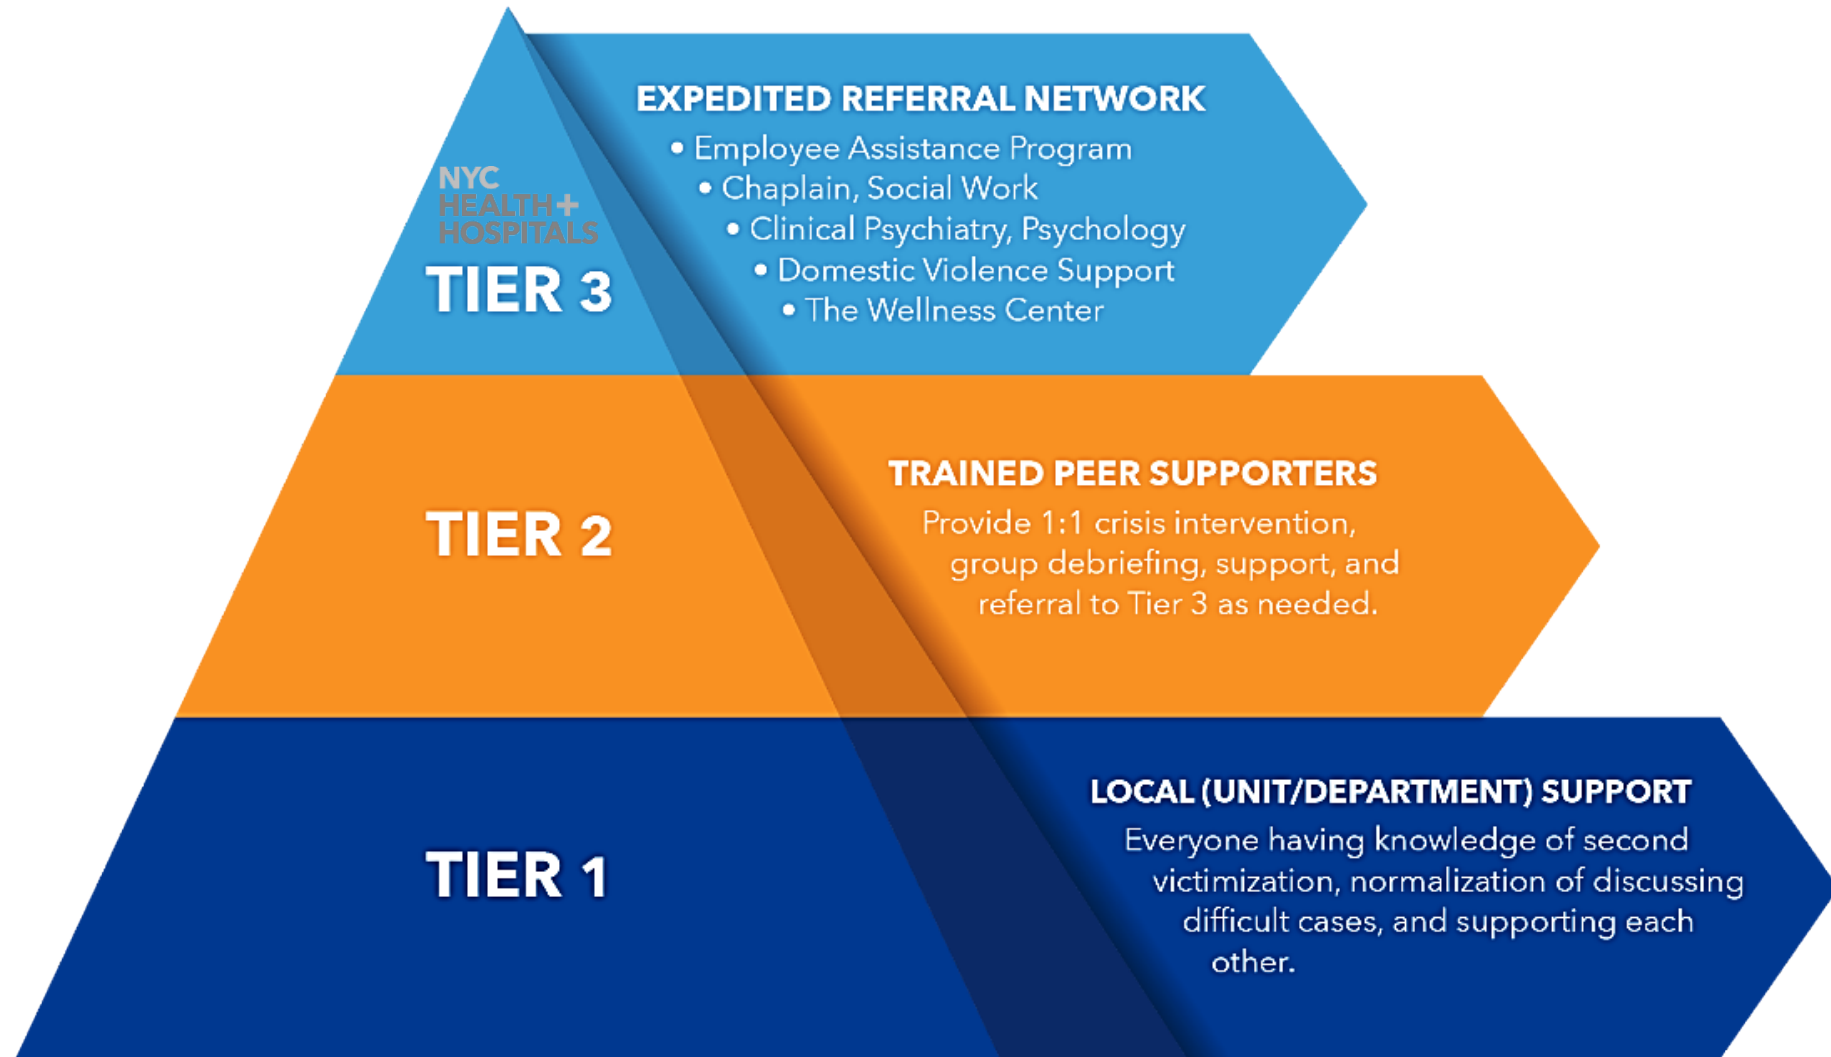 NYC
HEALTH+
HOSPITALS
TIER 3
EXPEDITED REFERRAL NETWORK
• Employee Assistance Program
• Chaplain, Social Work
• Clinical Psychiatry, Psychology
• Domestic Violence Support
• The Wellness Center
TIER 2
TRAINED PEER SUPPORTERS
Provide 1:1 crisis intervention,
group debriefing, support, and
referral to Tier 3 as needed.
TIER 1
LOCAL (UNIT/DEPARTMENT) SUPPORT
Everyone having knowledge of second
victimization, normalization of discussing
difficult cases, and supporting each
other.